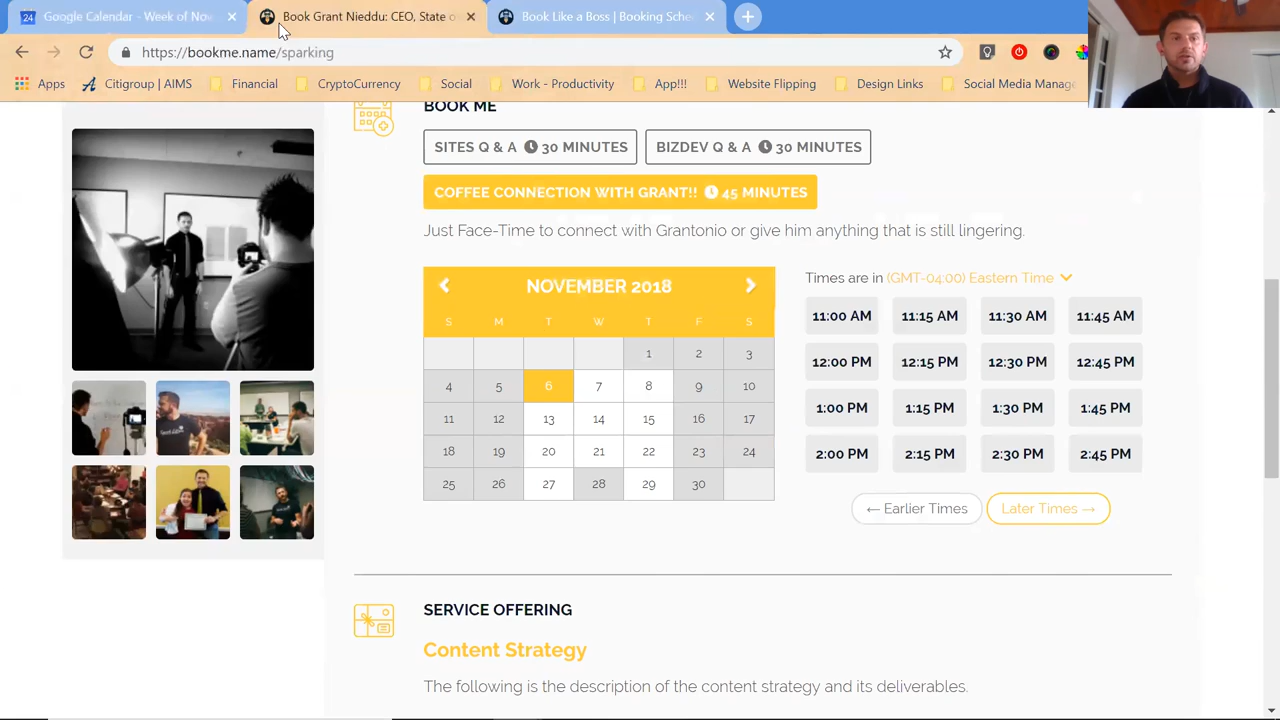 24 Google Calendar - Week of Nov
Book Grant Nieddu: CEO, State o
Book Like a Boss | Booking Sche
https://bookme.name/sparking
Apps
Citigroup | AIMS
Financial
CryptoCurrency
Social
Work - Productivity
App!!!
Website Flipping
Design Links
Social Media Manage
BOOK ME
SITES Q & A 30 MINUTES
BIZDEV Q & A 30 MINUTES
COFFEE CONNECTION WITH GRANT!! 45 MINUTES
Just Face-Time to connect with Grantonio or give him anything that is still lingering.
NOVEMBER 2018
S M T W T F S
1 2 3
4 5 6 7 8 9 10
11 12 13 14 15 16 17
18 19 20 21 22 23 24
25 26 27 28 29 30
Times are in (GMT-04:00) Eastern Time
11:00 AM 11:15 AM 11:30 AM 11:45 AM
12:00 PM 12:15 PM 12:30 PM 12:45 PM
1:00 PM 1:15 PM 1:30 PM 1:45 PM
2:00 PM 2:15 PM 2:30 PM 2:45 PM
← Earlier Times
Later Times →
SERVICE OFFERING
Content Strategy
The following is the description of the content strategy and its deliverables.